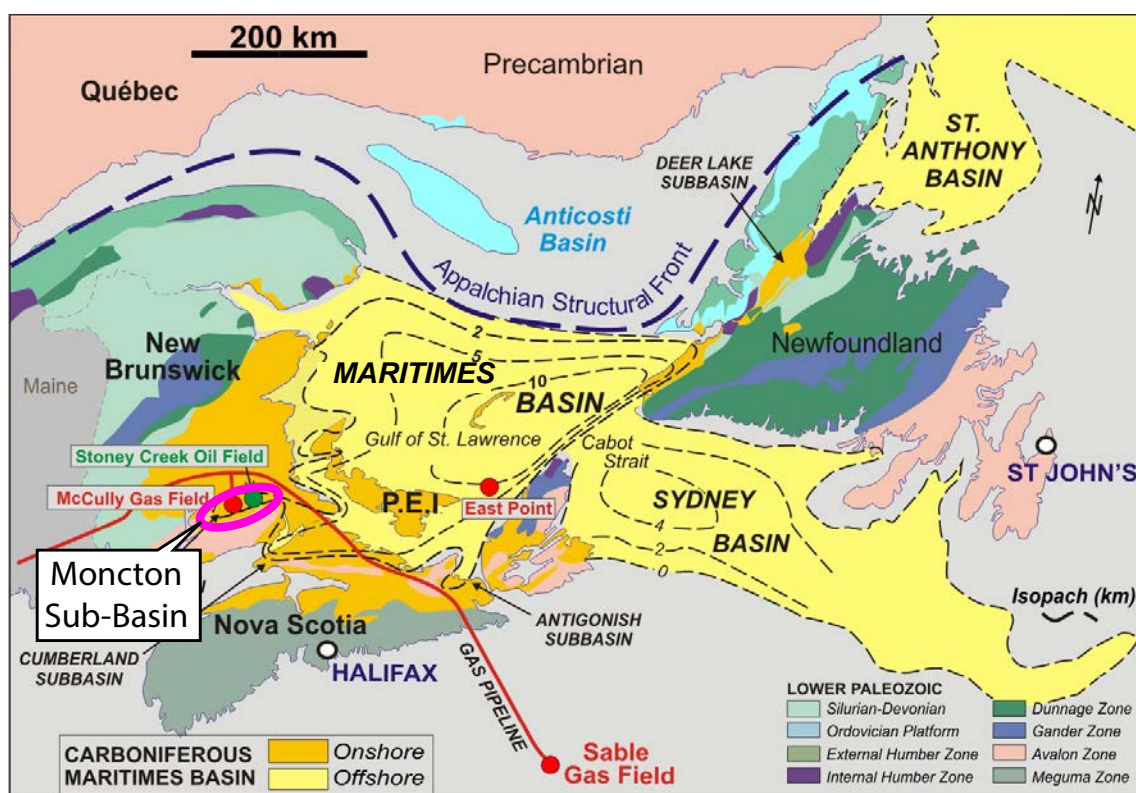 200 km
Précambrian
Québec
ST.
ANTHONY
BASIN
DEER LAKE
SUBBASIN
N
Anticosti
Basin
Appalchian Structural Front
New
Brunswick
Maine
2
5
10
MARITIMES
BASIN
Newfoundland
Gulf of St. Lawrence
Cabot
Strait
Stoney Creek Oil Field
McCully Gas Field
P.E.I
East Point
ST JOHN'S
SYDNEY
BASIN
4
2
0
Moncton
Sub-Basin
Isopach (km)
Nova Scotia
ANTIGONISH
SUBBASIN
CUMBERLAND
SUBBASIN
HALIFAX
GAS PIPELINE
Sable
Gas Field
CARBONIFEROUS
MARITIMES BASIN
Onshore
Offshore
LOWER PALEOZOIC
Silurian-Devonian
Ordovician Platform
External Humber Zone
Internal Humber Zone
Dunnage Zone
Gander Zone
Avalon Zone
Meguma Zone